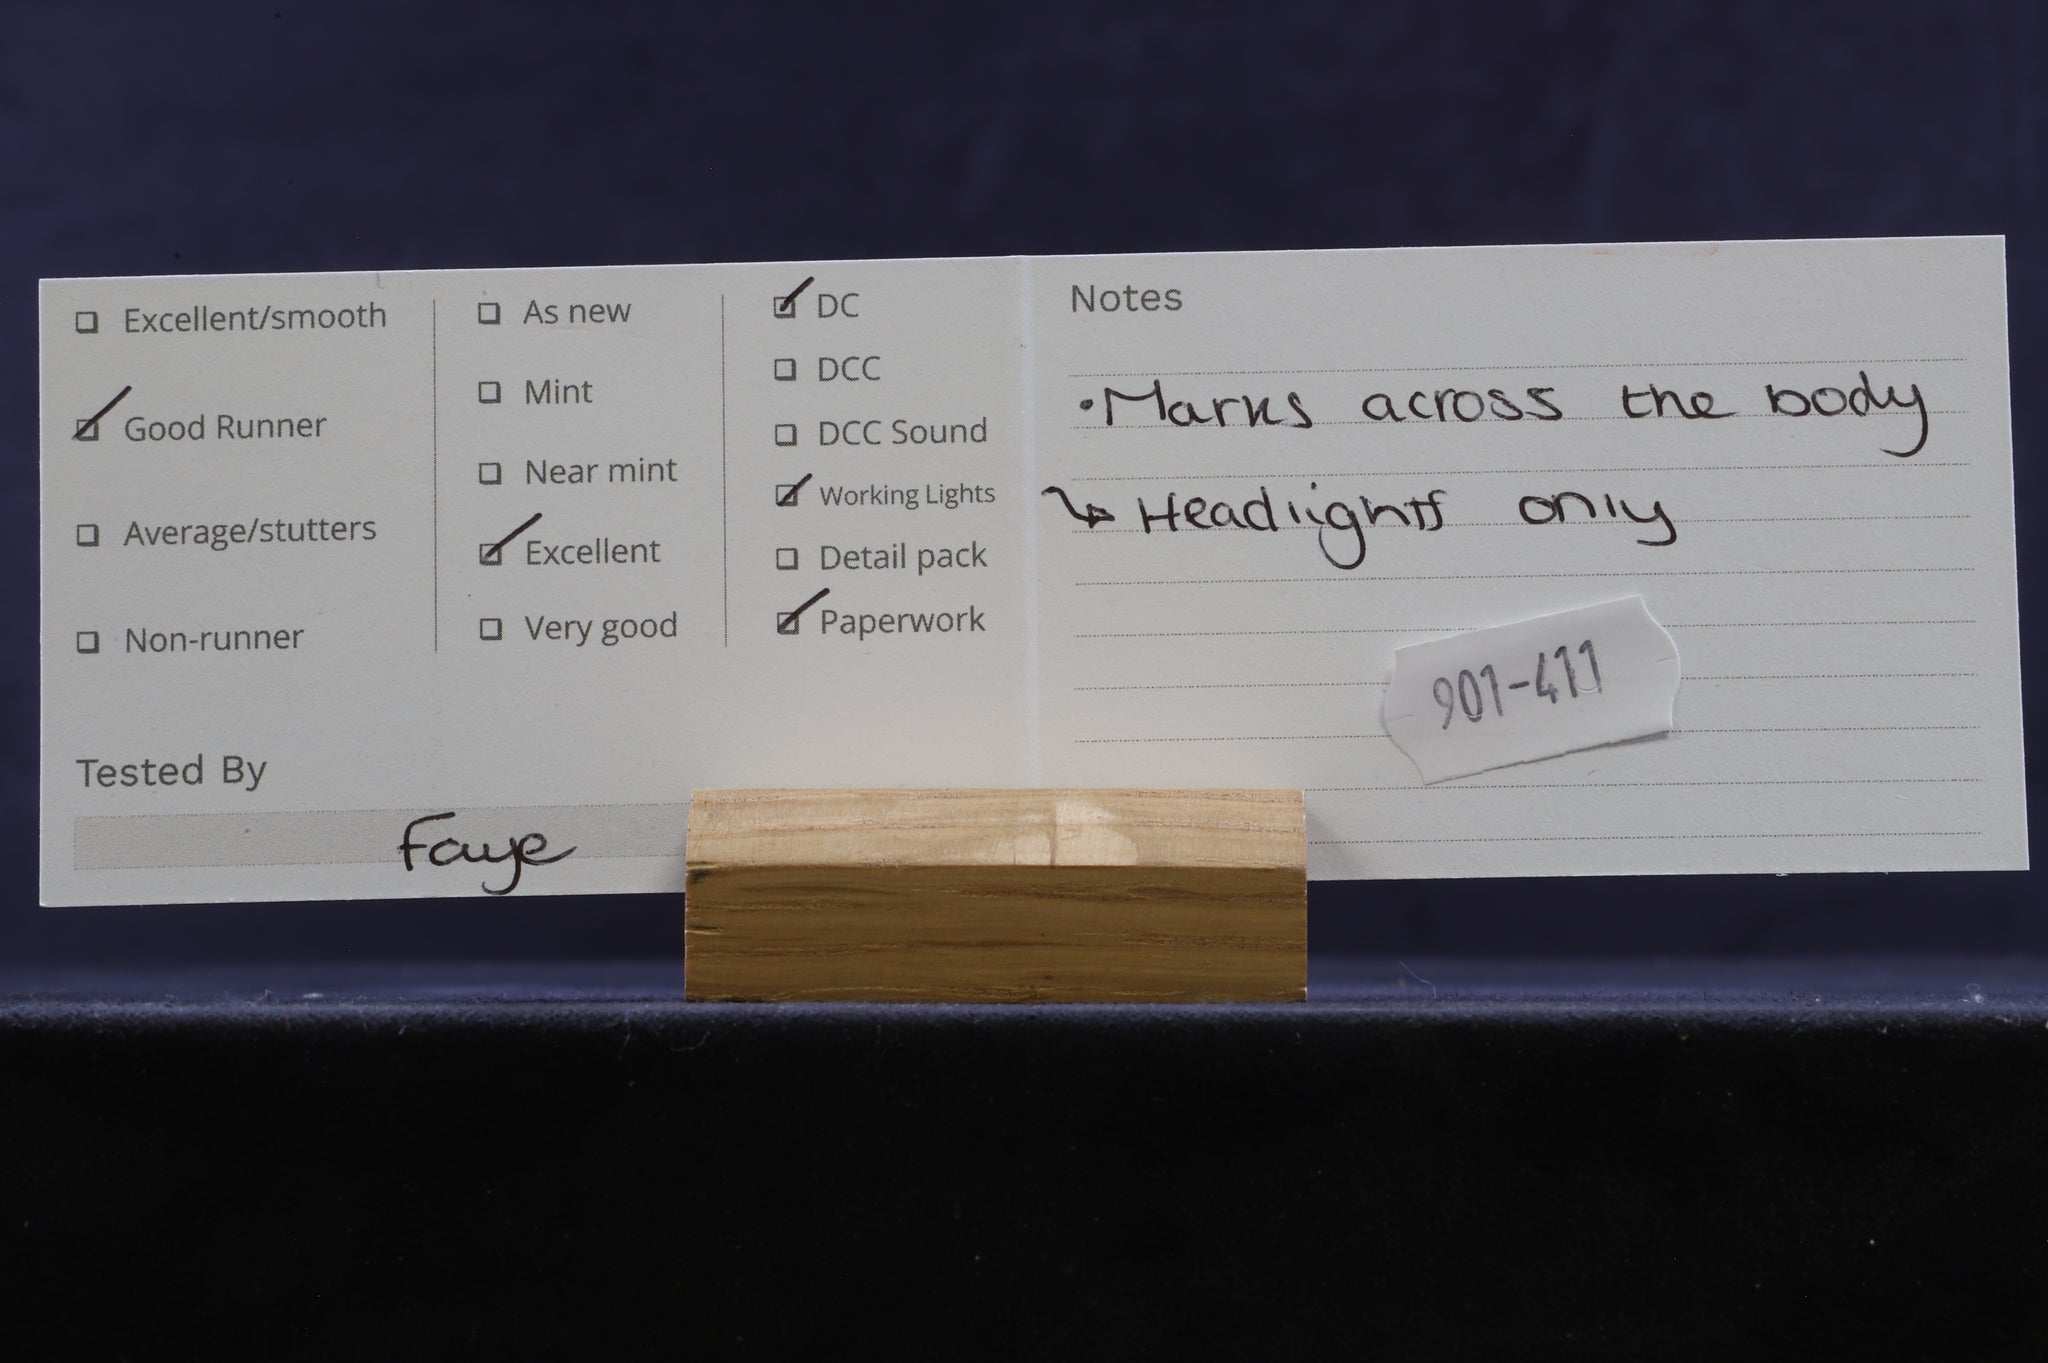 Excellent/smooth
Good Runner
Average/stutters
Non-runner
As new
Mint
Near mint
Excellent
Very good
DC
DCC
DCC Sound
Working Lights
Detail pack
Paperwork
Tested By
Faye
Notes
•Marks across the body
↳ Headlights only
901-411